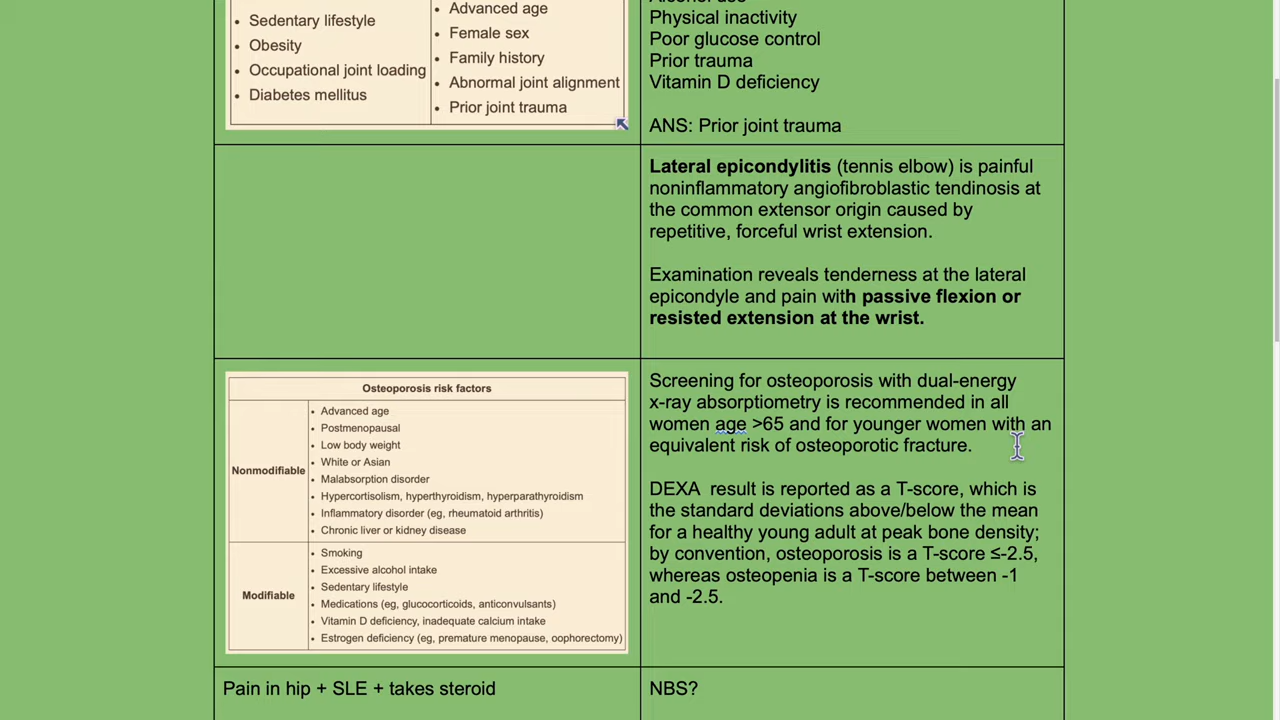 Sedentary lifestyle
Obesity
Occupational joint loading
Diabetes mellitus
Advanced age
Female sex
Family history
Abnormal joint alignment
Prior joint trauma
Physical inactivity
Poor glucose control
Prior trauma
Vitamin D deficiency
ANS: Prior joint trauma
Lateral epicondylitis (tennis elbow) is painful
noninflammatory angiofibroblastic tendinosis at
the common extensor origin caused by
repetitive, forceful wrist extension.
Examination reveals tenderness at the lateral
epicondyle and pain with passive flexion or
resisted extension at the wrist.
Osteoporosis risk factors
Nonmodifiable
Advanced age
Postmenopausal
Low body weight
White or Asian
Malabsorption disorder
Hypercortisolism, hyperthyroidism, hyperparathyroidism
Inflammatory disorder (eg, rheumatoid arthritis)
Chronic liver or kidney disease
Modifiable
Smoking
Excessive alcohol intake
Sedentary lifestyle
Medications (eg, glucocorticoids, anticonvulsants)
Vitamin D deficiency, inadequate calcium intake
Estrogen deficiency (eg, premature menopause, oophorectomy)
Screening for osteoporosis with dual-energy
x-ray absorptiometry is recommended in all
women age >65 and for younger women with an
equivalent risk of osteoporotic fracture.
DEXA  result is reported as a T-score, which is
the standard deviations above/below the mean
for a healthy young adult at peak bone density;
by convention, osteoporosis is a T-score ≤-2.5,
whereas osteopenia is a T-score between -1
and -2.5.
Pain in hip + SLE + takes steroid
NBS?